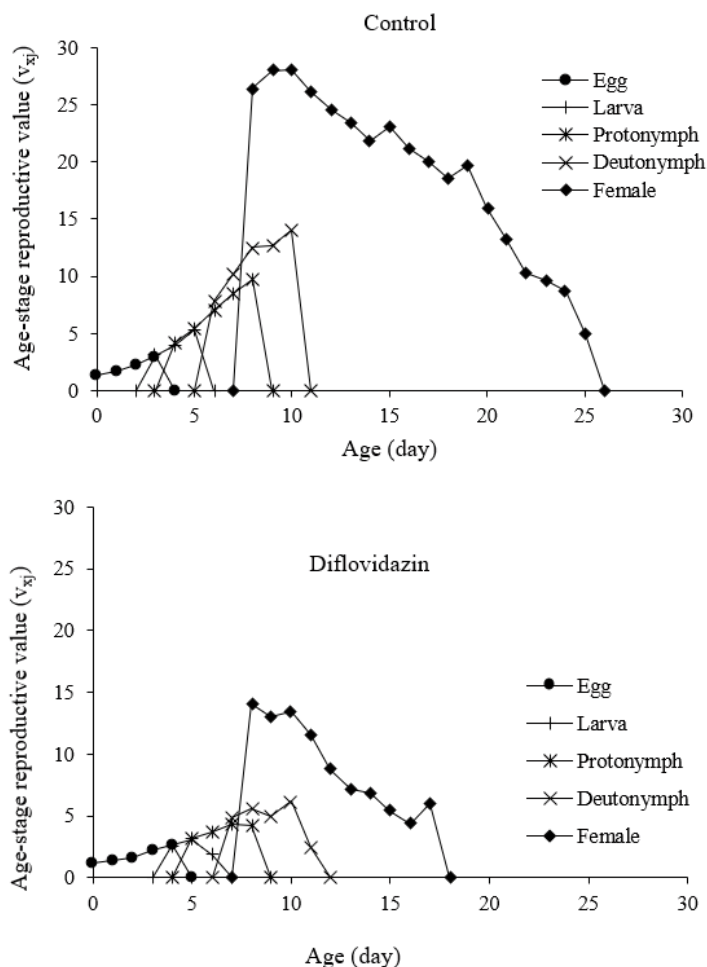 Control
Age-stage reproductive value (vxj)
30
25
20
15
10
5
0
Egg
Larva
Protonymph
Deutonymph
Female
0 5 10 15 20 25 30
Age (day)
Diflovidazin
Age-stage reproductive value (vxj)
30
25
20
15
10
5
0
Egg
Larva
Protonymph
Deutonymph
Female
0 5 10 15 20 25 30
Age (day)